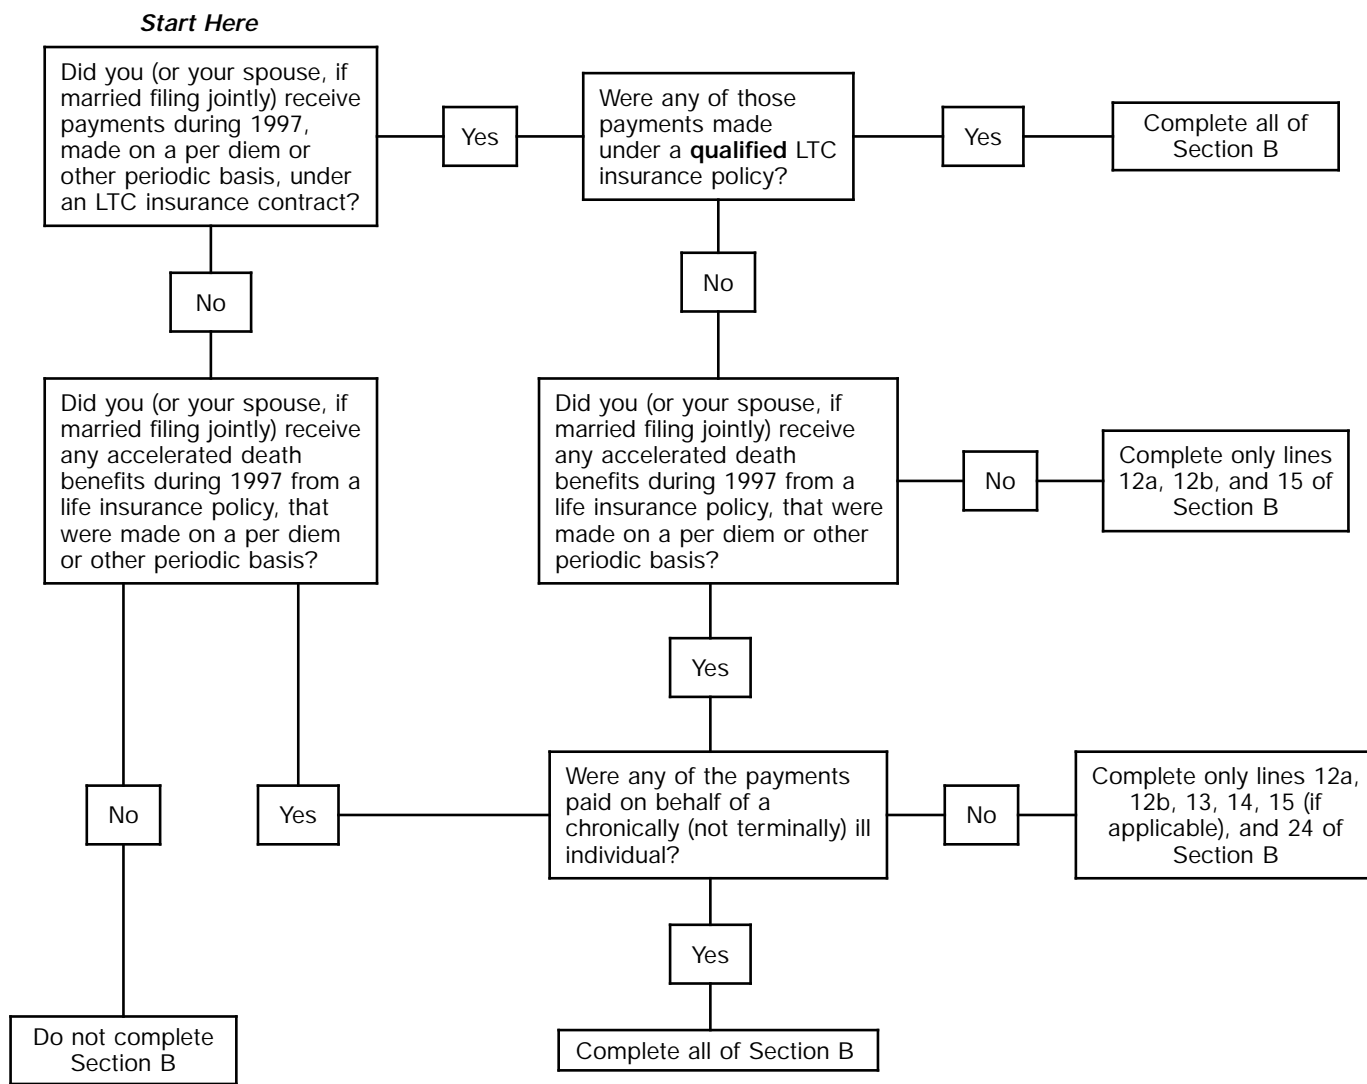 Start Here
Did you (or your spouse, if
married filing jointly) receive
payments during 1997,
made on a per diem or
other periodic basis, under
an LTC insurance contract?
Yes
Were any of those
payments made
under a qualified LTC
insurance policy?
Yes
Complete all of
Section B
No
No
Did you (or your spouse, if
married filing jointly) receive
any accelerated death
benefits during 1997 from a
life insurance policy, that
were made on a per diem
or other periodic basis?
Did you (or your spouse, if
married filing jointly) receive
any accelerated death
benefits during 1997 from a
life insurance policy, that were
made on a per diem or other
periodic basis?
No
Complete only lines
12a, 12b, and 15 of
Section B
Yes
No
Yes
Were any of the payments
paid on behalf of a
chronically (not terminally) ill
individual?
No
Complete only lines 12a,
12b, 13, 14, 15 (if
applicable), and 24 of
Section B
Yes
Do not complete
Section B
Complete all of Section B